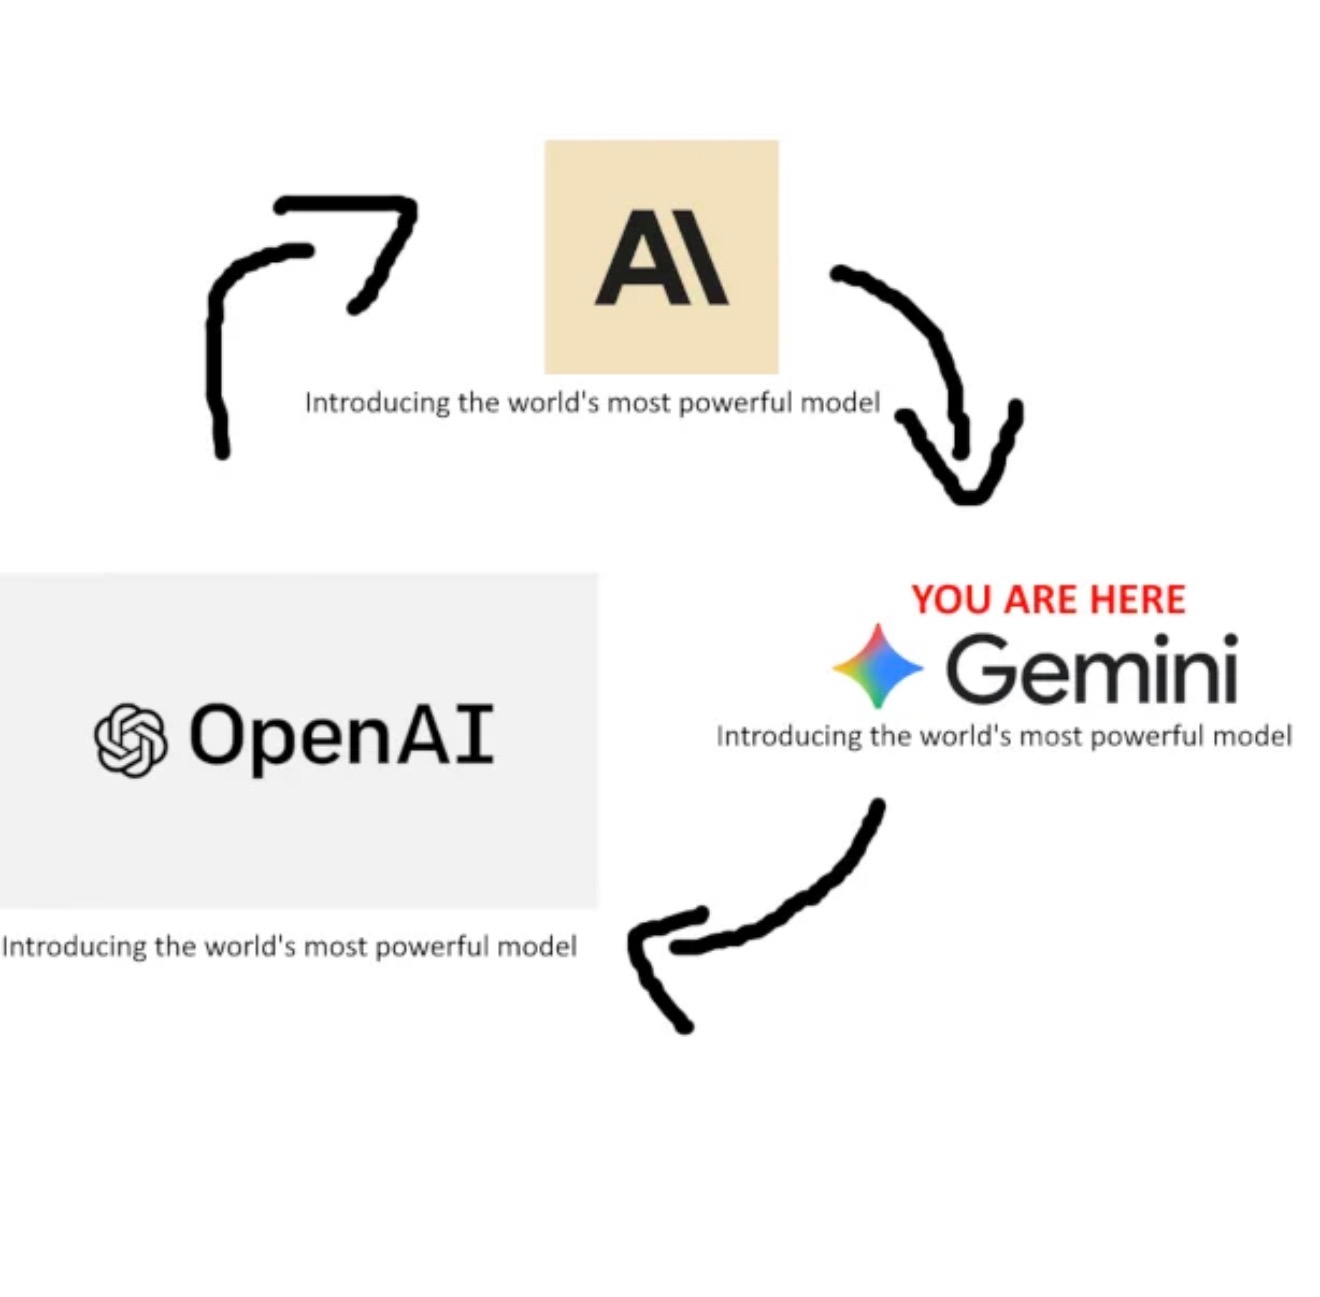 A\
Introducing the world's most powerful model
YOU ARE HERE
Gemini
Introducing the world's most powerful model
OpenAI
Introducing the world's most powerful model